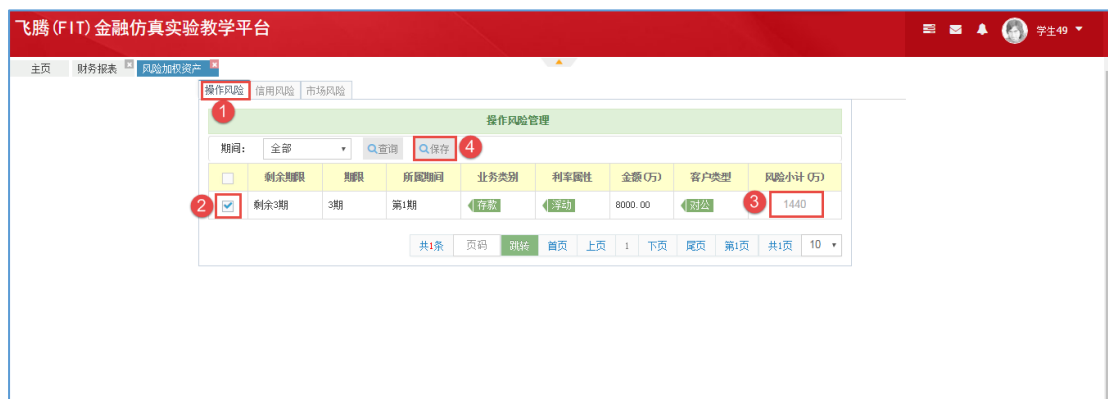 飞腾(FIT)金融仿真实验教学平台 学生49
主页 财务报表 风险加权资产
操作风险 信用风险 市场风险
1
操作风险管理
期间: 全部 查询 保存 4
剩余期限 期限 所属期间 业务类别 利率属性 金额(万) 客户类型 风险小计(万)
2 剩余3期 3期 第1期 存款 浮动 8000.00 对公 3 1440
共1条 页码 跳转 首页 上页 1 下页 尾页 第1页 共1页 10